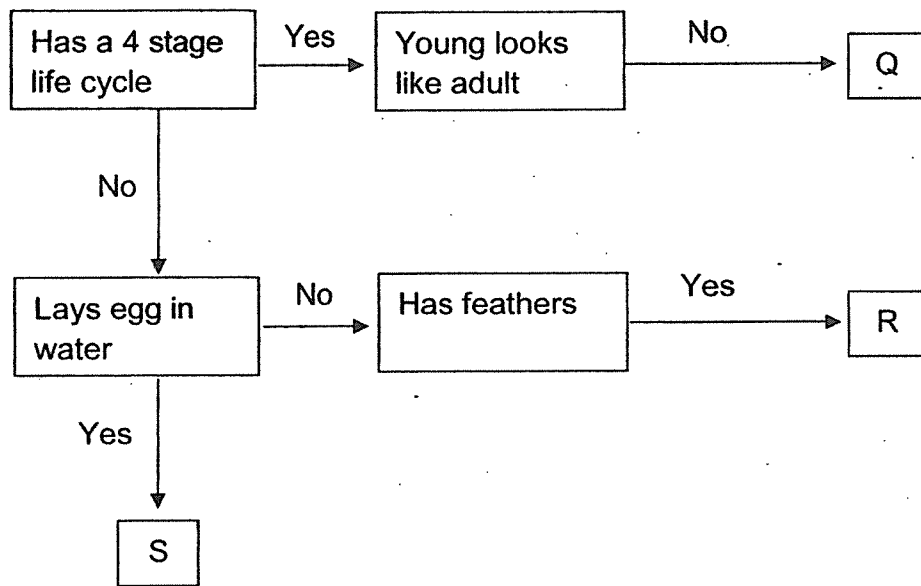 Has a 4 stage
life cycle
Yes
Young looks
like adult
No
Q
No
Lays egg in
water
No
Has feathers
Yes
R
Yes
S